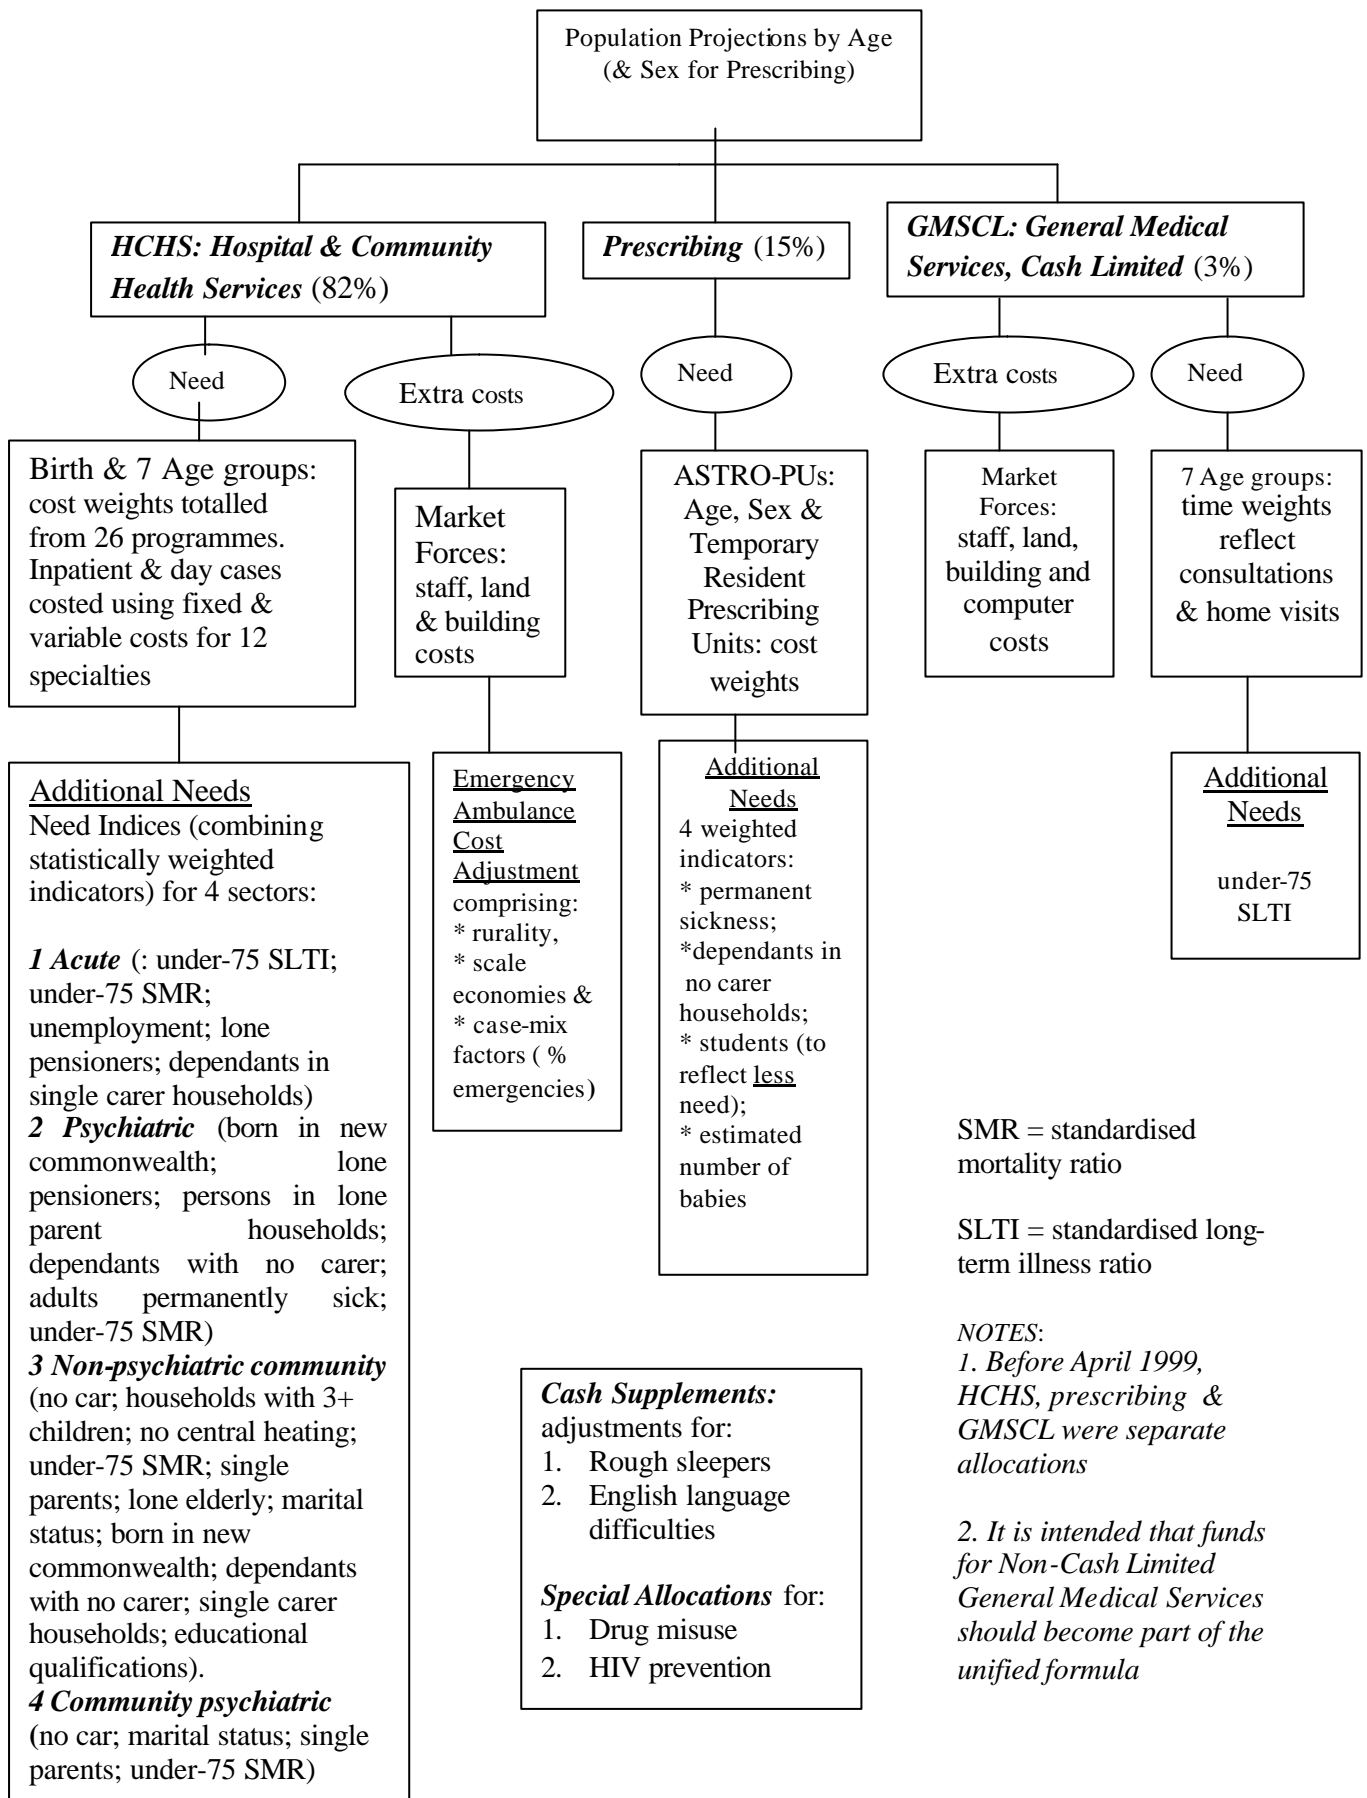 Population Projections by Age
(& Sex for Prescribing)
HCHS: Hospital & Community
Health Services (82%)
Prescribing (15%)
GMSCL: General Medical
Services, Cash Limited (3%)
Need
Extra costs
Need
Extra costs
Need
Birth & 7 Age groups:
cost weights totalled
from 26 programmes.
Inpatient & day cases
costed using fixed &
variable costs for 12
specialties
Market
Forces:
staff, land
& building
costs
ASTRO-PUs:
Age, Sex &
Temporary
Resident
Prescribing
Units: cost
weights
Market
Forces:
staff, land,
building and
computer
costs
7 Age groups:
time weights
reflect
consultations
& home visits
Additional Needs
Need Indices (combining
statistically weighted
indicators) for 4 sectors:
1 Acute (: under-75 SLTI;
under-75 SMR;
unemployment; lone
pensioners; dependants in
single carer households)
2 Psychiatric (born in new
commonwealth; lone
pensioners; persons in lone
parent households;
dependants with no carer;
adults permanently sick;
under-75 SMR)
3 Non-psychiatric community
(no car; households with 3+
children; no central heating;
under-75 SMR; single
parents; lone elderly; marital
status; born in new
commonwealth; dependants
with no carer; single carer
households; educational
qualifications).
4 Community psychiatric
(no car; marital status; single
parents; under-75 SMR)
Emergency
Ambulance
Cost
Adjustment
comprising:
* rurality,
* scale
economies &
* case-mix
factors ( %
emergencies)
Additional
Needs
4 weighted
indicators:
* permanent
sickness;
*dependants in
no carer
households;
* students (to
reflect less
need);
* estimated
number of
babies
Additional
Needs
under-75
SLTI
Cash Supplements:
adjustments for:
1. Rough sleepers
2. English language
difficulties
Special Allocations for:
1. Drug misuse
2. HIV prevention
SMR = standardised
mortality ratio
SLTI = standardised long-
term illness ratio
NOTES:
1. Before April 1999,
HCHS, prescribing &
GMSCL were separate
allocations
2. It is intended that funds
for Non-Cash Limited
General Medical Services
should become part of the
unified formula